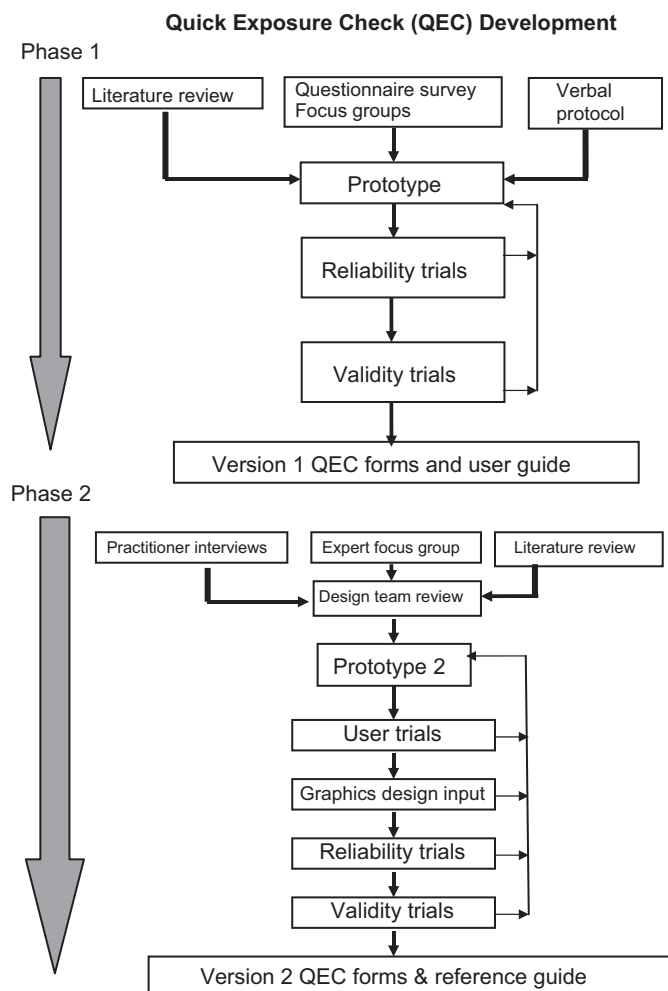 Quick Exposure Check (QEC) Development
Phase 1
Literature review
Questionnaire survey
Focus groups
Verbal
protocol
Prototype
Reliability trials
Validity trials
Version 1 QEC forms and user guide
Phase 2
Practitioner interviews
Expert focus group
Literature review
Design team review
Prototype 2
User trials
Graphics design input
Reliability trials
Validity trials
Version 2 QEC forms & reference guide